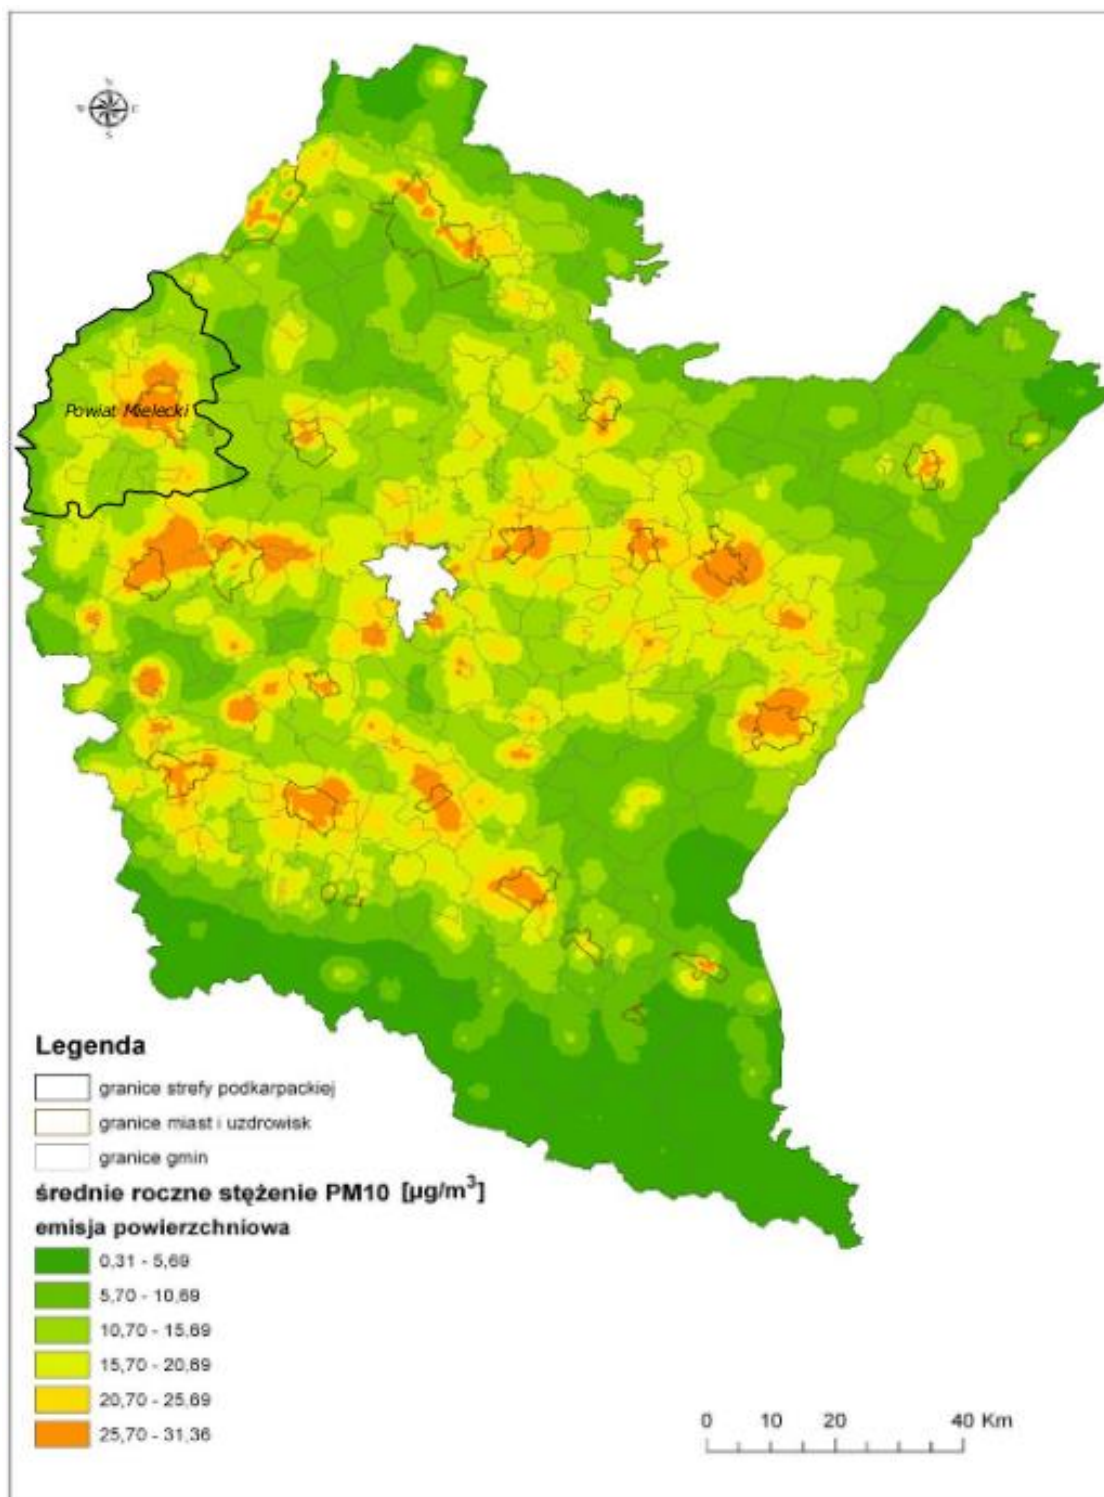 N
W E
S
Powiat Mielecki
Legenda
granice strefy podkarpackiej
granice miast i uzdrowisk
granice gmin
średnie roczne stężenie PM10 [µg/m³]
emisja powierzchniowa
0,31 - 5,69
5,70 - 10,69
10,70 - 15,69
15,70 - 20,69
20,70 - 25,69
25,70 - 31,36
0 10 20 40 Km